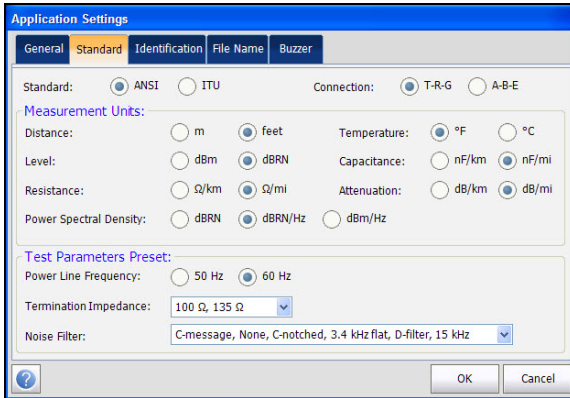 Application Settings
General Standard Identification File Name Buzzer
Standard: ANSI ITU Connection: T-R-G A-B-E
Measurement Units:
Distance: m feet Temperature: °F °C
Level: dBm dBRN Capacitance: nF/km nF/mi
Resistance: Ω/km Ω/mi Attenuation: dB/km dB/mi
Power Spectral Density: dBRN dBRN/Hz dBm/Hz
Test Parameters Preset:
Power Line Frequency: 50 Hz 60 Hz
Termination Impedance: 100 Ω, 135 Ω
Noise Filter: C-message, None, C-notched, 3.4 kHz flat, D-filter, 15 kHz
? OK Cancel